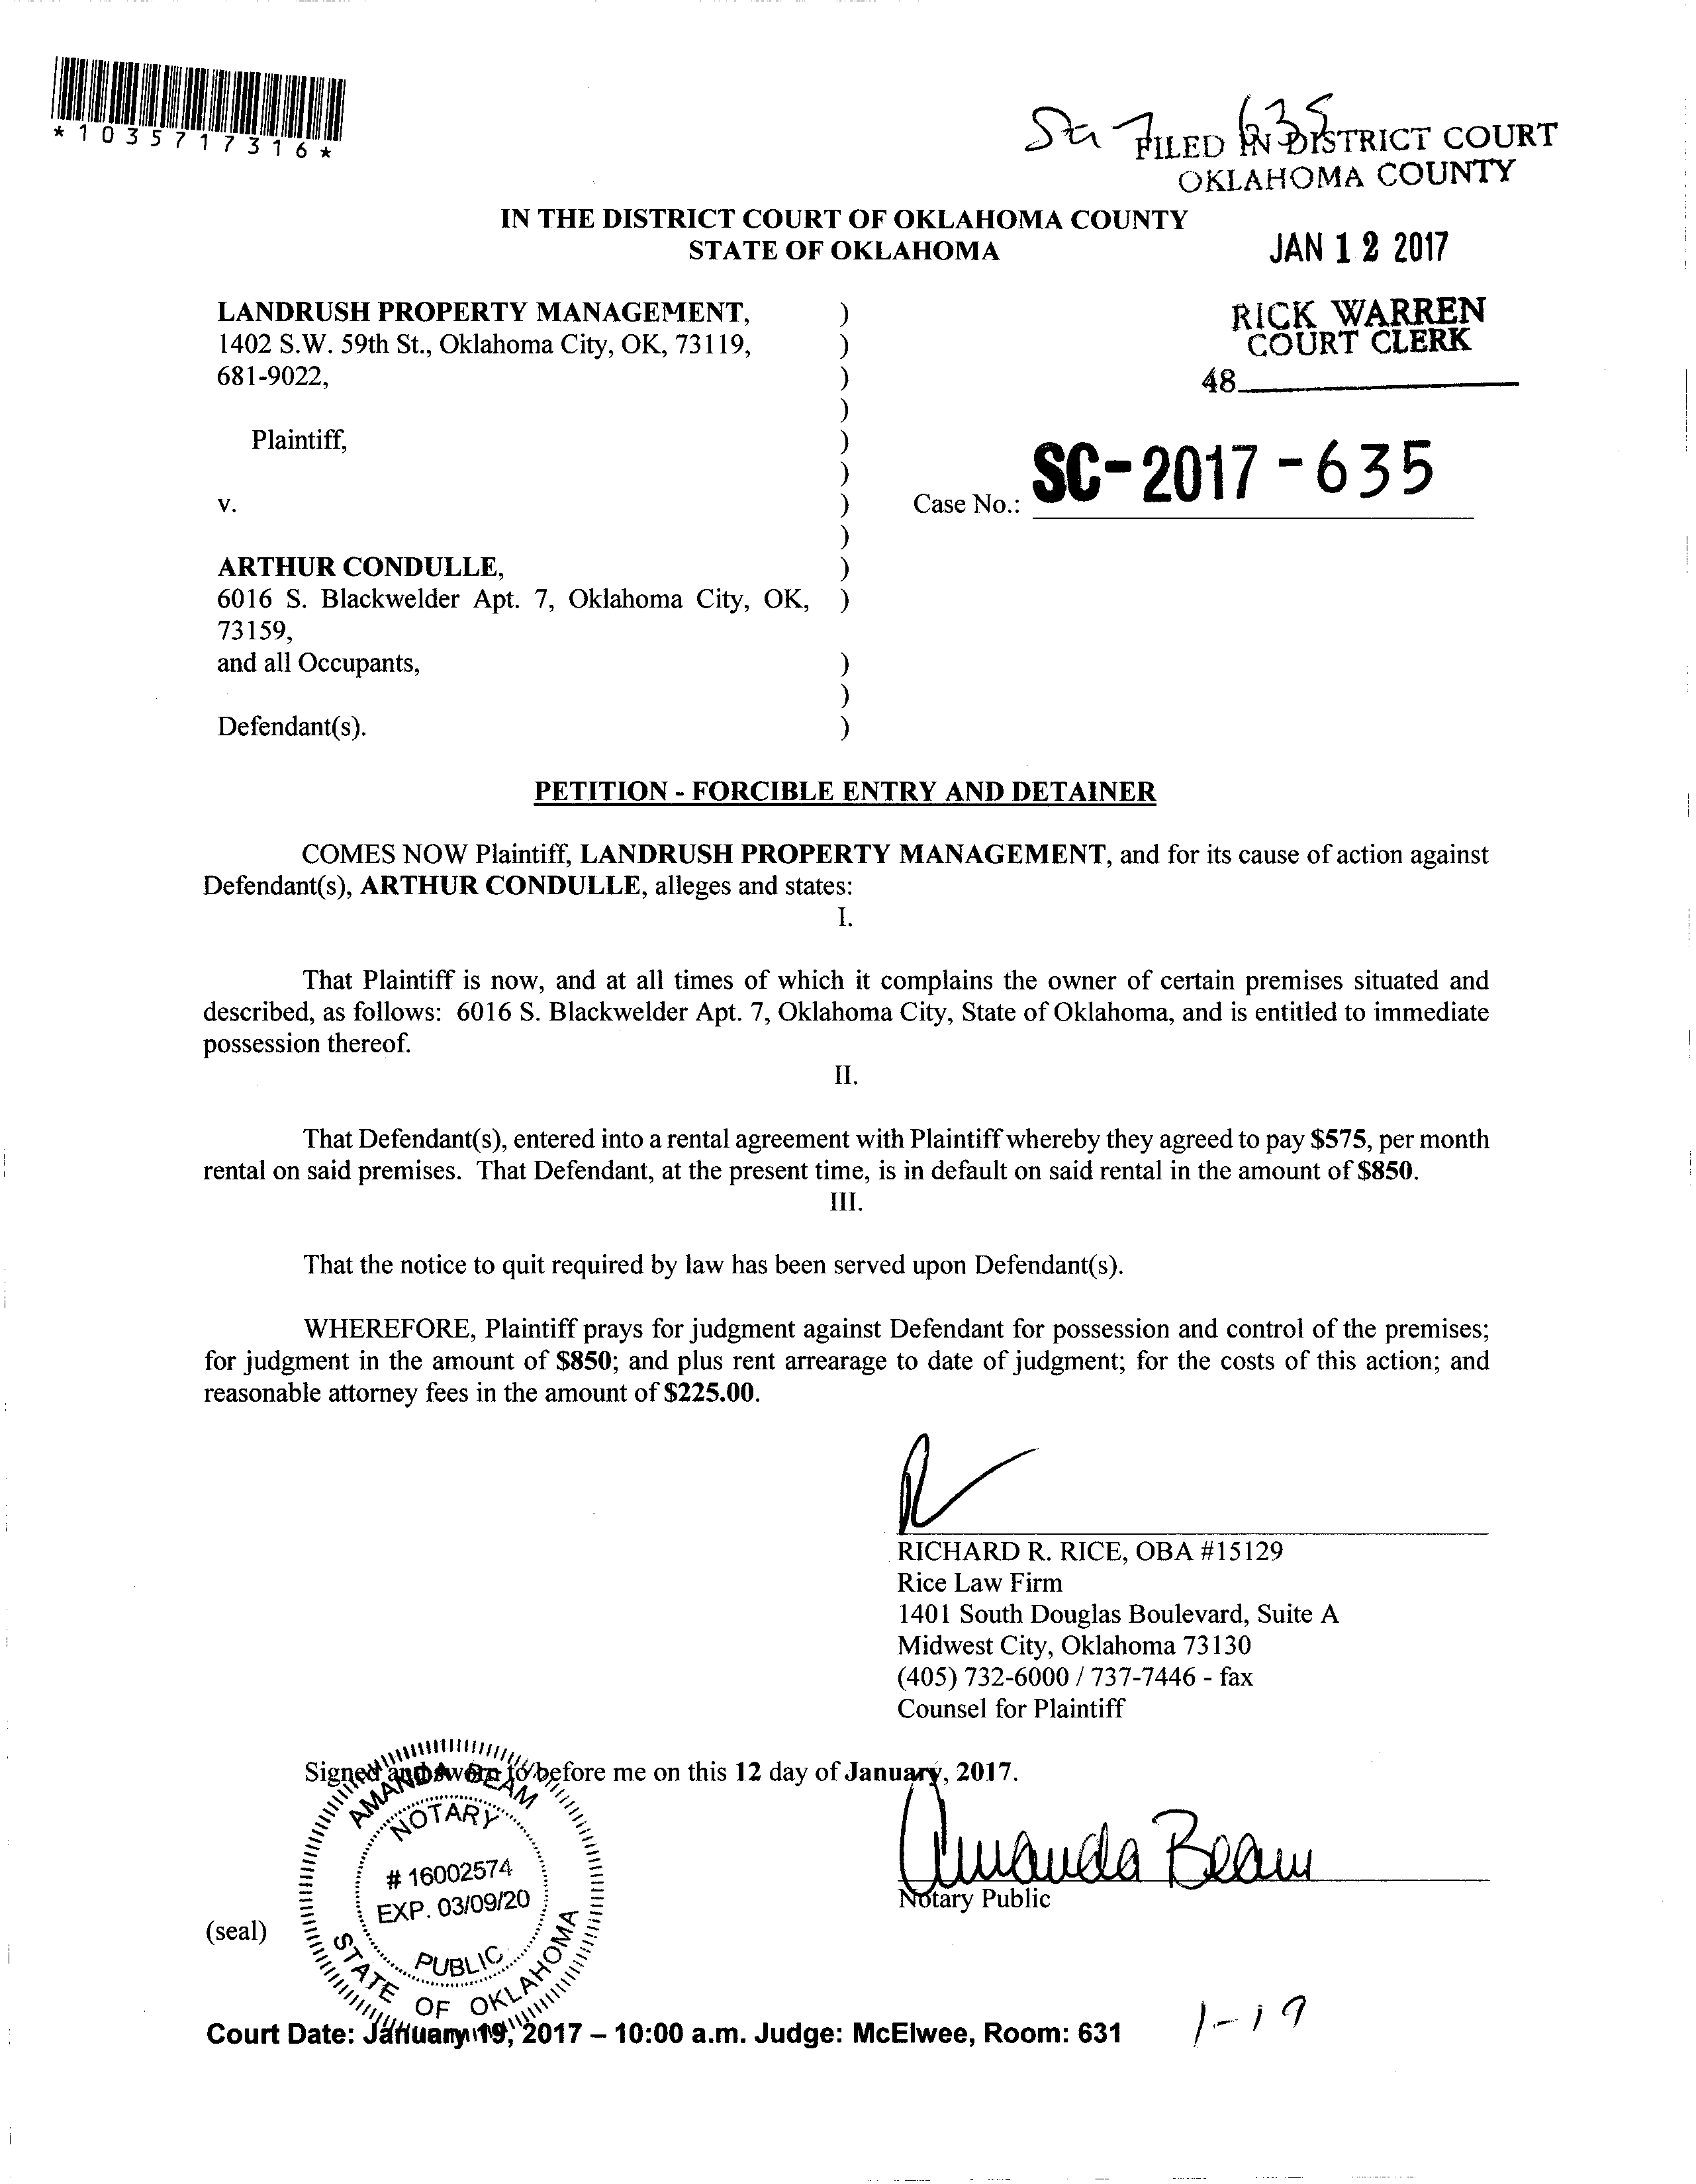 *1035717316*
635
FILED IN DISTRICT COURT
OKLAHOMA COUNTY
IN THE DISTRICT COURT OF OKLAHOMA COUNTY
STATE OF OKLAHOMA
JAN 12 2017
RICK WARREN
COURT CLERK
48
LANDRUSH PROPERTY MANAGEMENT, )
1402 S.W. 59th St., Oklahoma City, OK, 73119, )
681-9022, )
)
Plaintiff, )
)
v. ) Case No.: SC-2017-635
)
ARTHUR CONDULLE, )
6016 S. Blackwelder Apt. 7, Oklahoma City, OK, )
73159,
and all Occupants, )
)
Defendant(s). )
PETITION - FORCIBLE ENTRY AND DETAINER
COMES NOW Plaintiff, LANDRUSH PROPERTY MANAGEMENT, and for its cause of action against
Defendant(s), ARTHUR CONDULLE, alleges and states:
I.
That Plaintiff is now, and at all times of which it complains the owner of certain premises situated and
described, as follows: 6016 S. Blackwelder Apt. 7, Oklahoma City, State of Oklahoma, and is entitled to immediate
possession thereof.
II.
That Defendant(s), entered into a rental agreement with Plaintiff whereby they agreed to pay $575, per month
rental on said premises. That Defendant, at the present time, is in default on said rental in the amount of $850.
III.
That the notice to quit required by law has been served upon Defendant(s).
WHEREFORE, Plaintiff prays for judgment against Defendant for possession and control of the premises;
for judgment in the amount of $850; and plus rent arrearage to date of judgment; for the costs of this action; and
reasonable attorney fees in the amount of $225.00.
RICHARD R. RICE, OBA #15129
Rice Law Firm
1401 South Douglas Boulevard, Suite A
Midwest City, Oklahoma 73130
(405) 732-6000 / 737-7446 - fax
Counsel for Plaintiff
Signed and sworn to before me on this 12 day of January, 2017.
AMANDA BEAM
NOTARY
# 16002574
EXP. 03/09/20
PUBLIC
STATE OF OKLAHOMA
Amanda Beam
Notary Public
(seal)
Court Date: January 19, 2017 – 10:00 a.m. Judge: McElwee, Room: 631
1-19